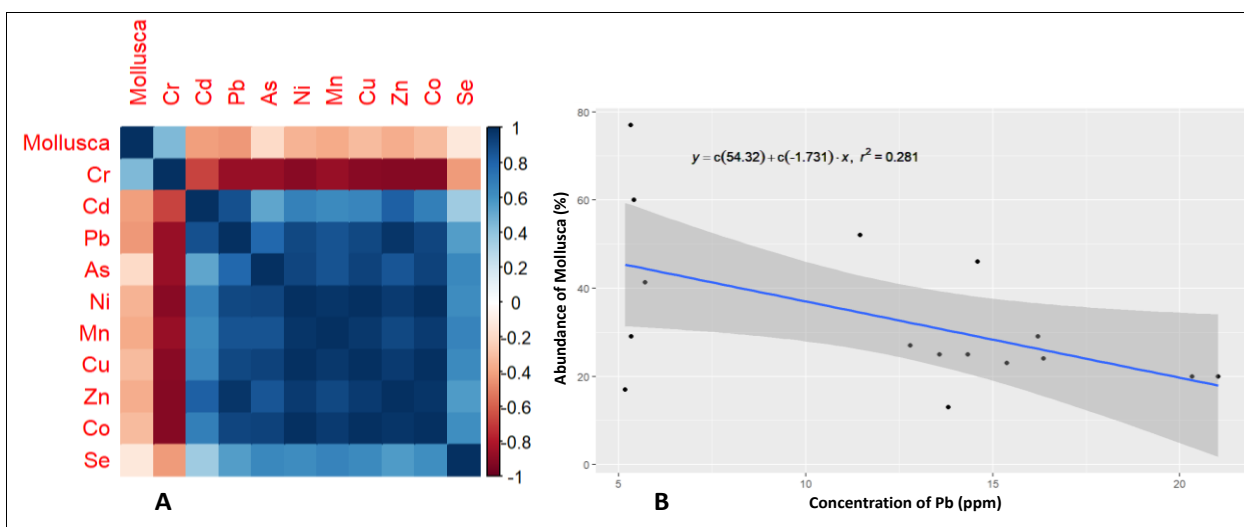 Mollusca Cr Cd Pb As Ni Mn Cu Zn Co Se
Mollusca
Cr
Cd
Pb
As
Ni
Mn
Cu
Zn
Co
Se
1
0.8
0.6
0.4
0.2
0
-0.2
-0.4
-0.6
-0.8
-1
A
80
60
40
20
0
Abundance of Mollusca (%)
y = c(54.32) + c(-1.731) · x, r² = 0.281
5 10 15 20
B
Concentration of Pb (ppm)